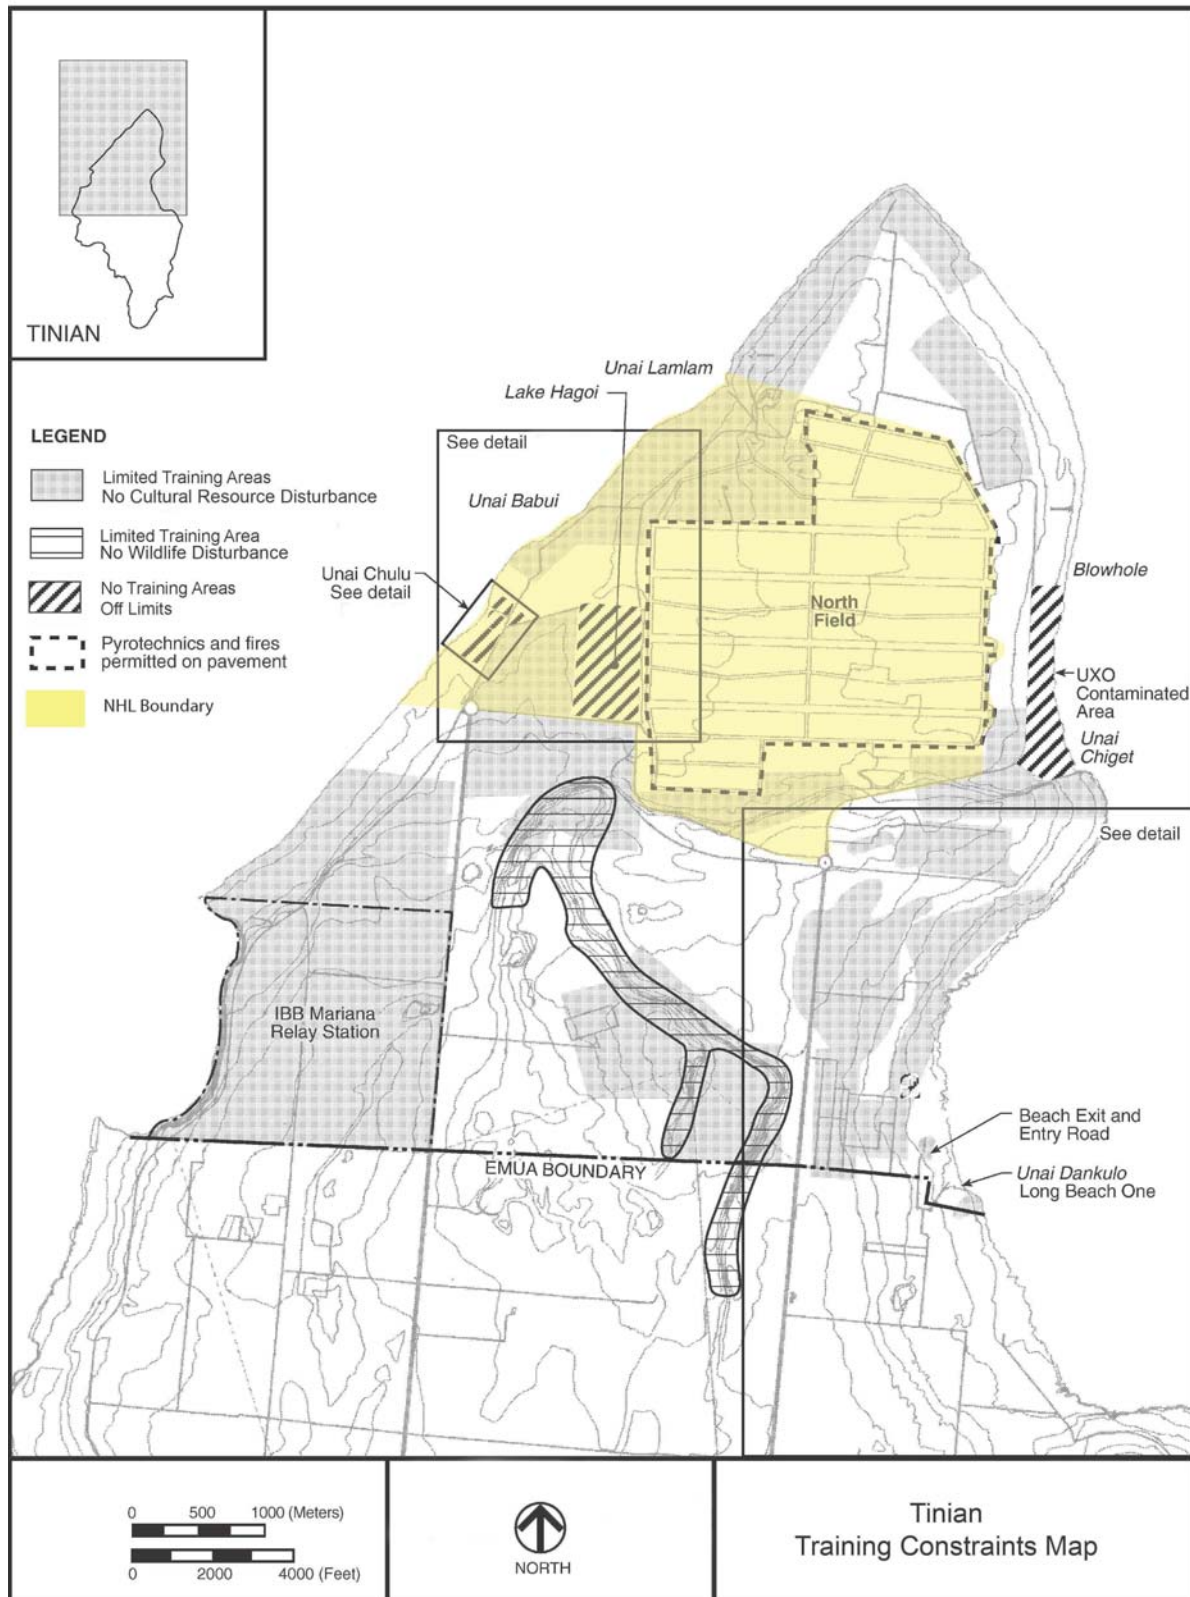 TINIAN
LEGEND
Limited Training Areas
No Cultural Resource Disturbance
Limited Training Area
No Wildlife Disturbance
No Training Areas
Off Limits
Pyrotechnics and fires
permitted on pavement
NHL Boundary
Unai Lamlam
Lake Hagoi
See detail
Unai Babui
Unai Chulu
See detail
North
Field
Blowhole
UXO
Contaminated
Area
Unai
Chiget
See detail
IBB Mariana
Relay Station
EMUA BOUNDARY
Beach Exit and
Entry Road
Unai Dankulo
Long Beach One
0 500 1000 (Meters)
0 2000 4000 (Feet)
NORTH
Tinian
Training Constraints Map